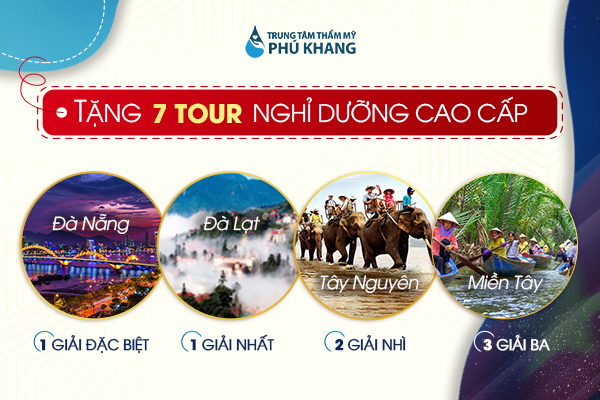 TRUNG TÂM THẨM MỸ
PHÚ KHANG
TẶNG 7 TOUR NGHỈ DƯỠNG CAO CẤP
Đà Nẵng
Đà Lạt
Tây Nguyên
Miền Tây
1 GIẢI ĐẶC BIỆT
1 GIẢI NHẤT
2 GIẢI NHÌ
3 GIẢI BA